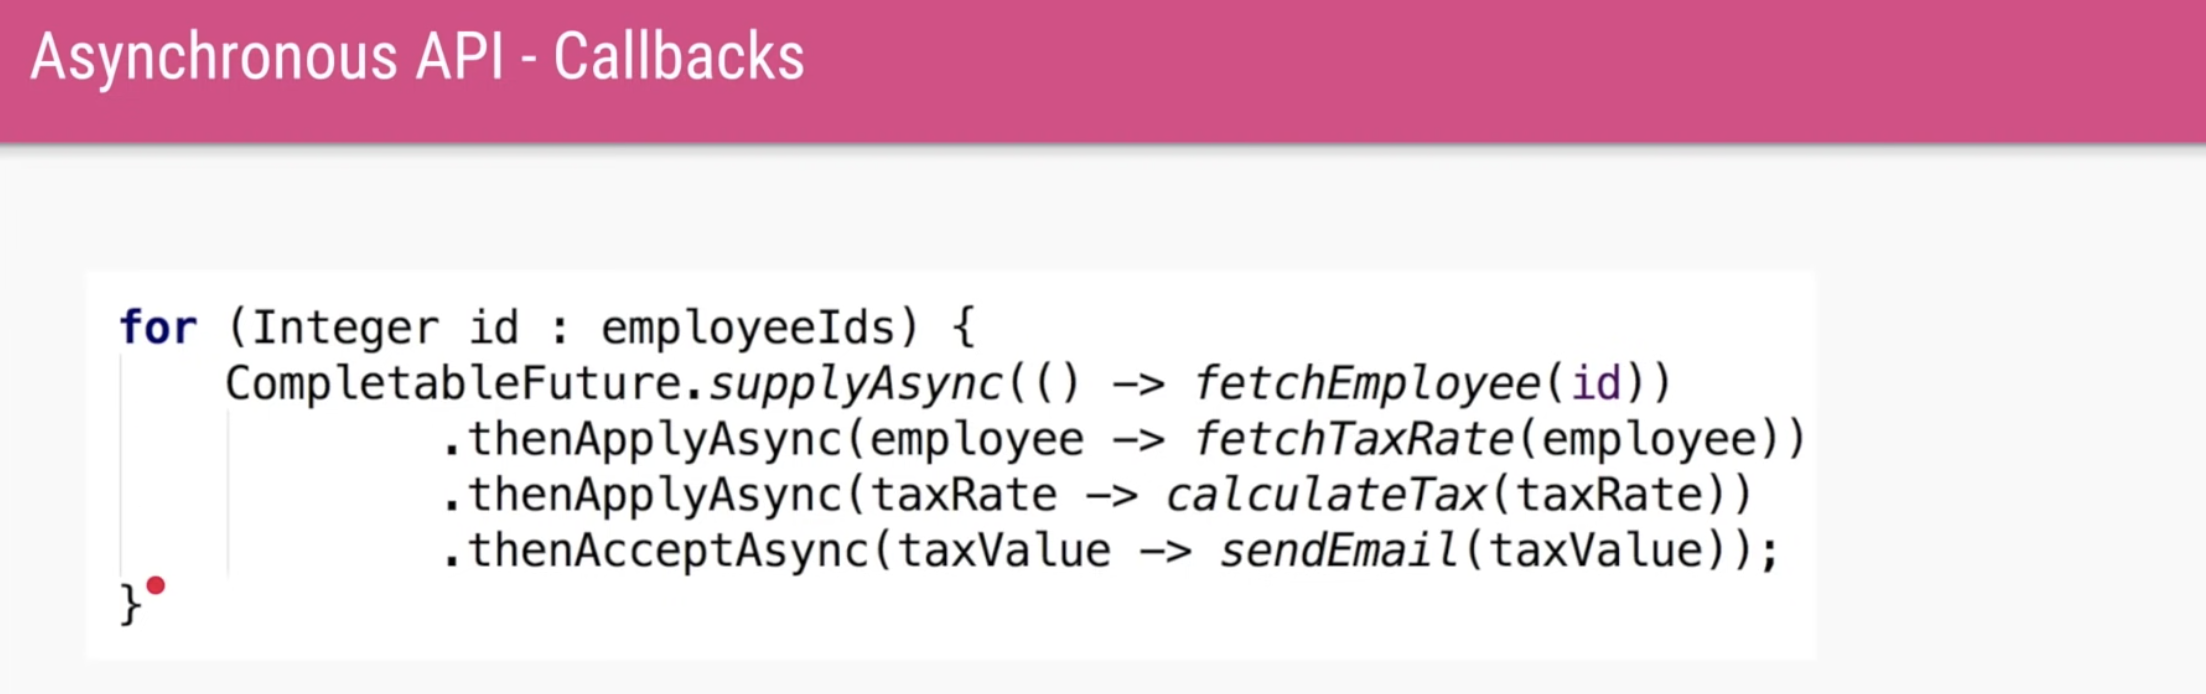 Asynchronous API - Callbacks
for (Integer id : employeeIds) {
    CompletableFuture.supplyAsync(() -> fetchEmployee(id))
            .thenApplyAsync(employee -> fetchTaxRate(employee))
            .thenApplyAsync(taxRate -> calculateTax(taxRate))
            .thenAcceptAsync(taxValue -> sendEmail(taxValue));
}